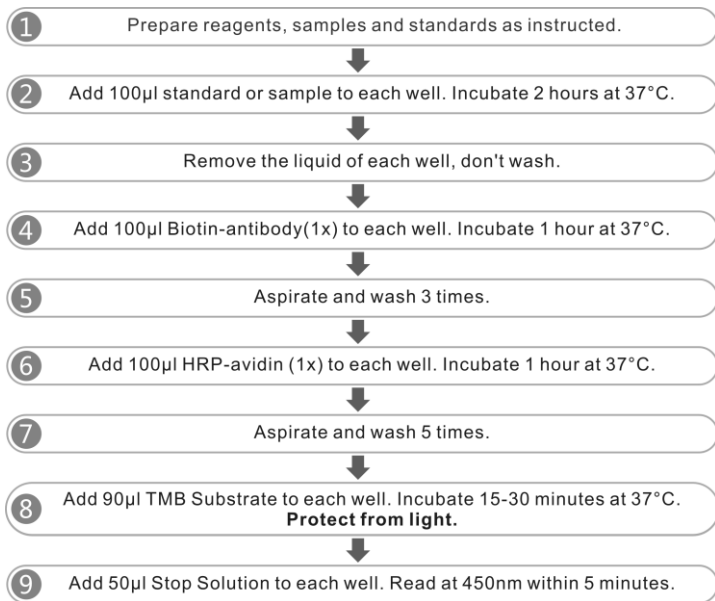 1 Prepare reagents, samples and standards as instructed.
2 Add 100µl standard or sample to each well. Incubate 2 hours at 37°C.
3 Remove the liquid of each well, don't wash.
4 Add 100µl Biotin-antibody(1x) to each well. Incubate 1 hour at 37°C.
5 Aspirate and wash 3 times.
6 Add 100µl HRP-avidin (1x) to each well. Incubate 1 hour at 37°C.
7 Aspirate and wash 5 times.
8 Add 90µl TMB Substrate to each well. Incubate 15-30 minutes at 37°C.
Protect from light.
9 Add 50µl Stop Solution to each well. Read at 450nm within 5 minutes.